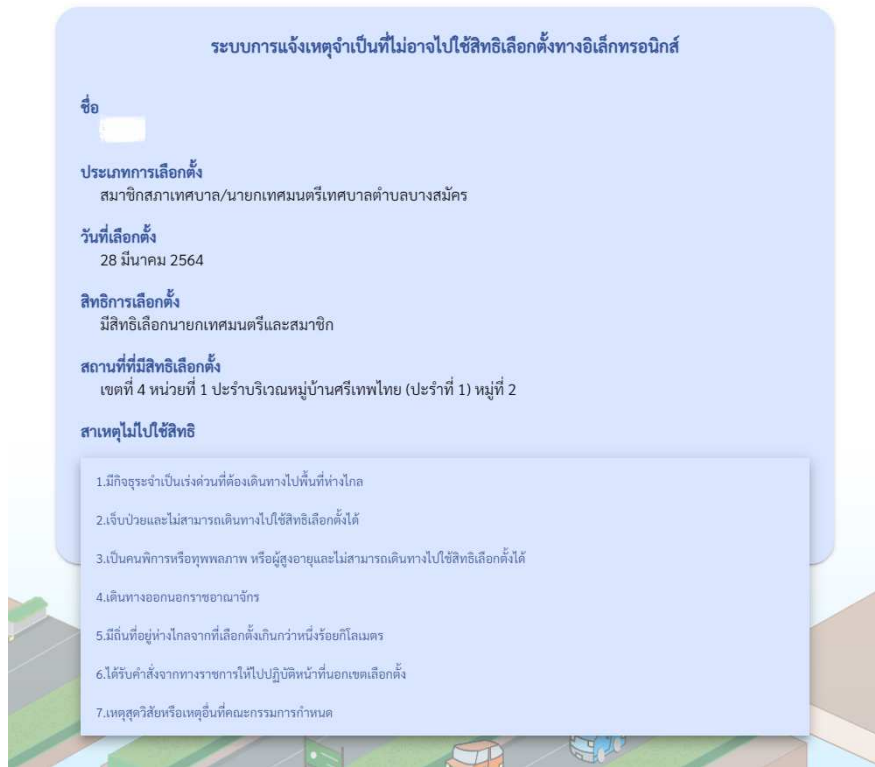 ระบบการแจ้งเหตุจำเป็นที่ไม่อาจไปใช้สิทธิเลือกตั้งทางอิเล็กทรอนิกส์
ชื่อ
ประเภทการเลือกตั้ง
สมาชิกสภาเทศบาล/นายกเทศมนตรีเทศบาลตำบลบางสมัคร
วันที่เลือกตั้ง
28 มีนาคม 2564
สิทธิการเลือกตั้ง
มีสิทธิเลือกนายกเทศมนตรีและสมาชิก
สถานที่ที่มีสิทธิเลือกตั้ง
เขตที่ 4 หน่วยที่ 1 ปะรำบริเวณหมู่บ้านศรีเทพไทย (ปะรำที่ 1) หมู่ที่ 2
สาเหตุไม่ไปใช้สิทธิ
1.มีกิจธุระจำเป็นเร่งด่วนที่ต้องเดินทางไปพื้นที่ห่างไกล
2.เจ็บป่วยและไม่สามารถเดินทางไปใช้สิทธิเลือกตั้งได้
3.เป็นคนพิการหรือทุพพลภาพ หรือผู้สูงอายุและไม่สามารถเดินทางไปใช้สิทธิเลือกตั้งได้
4.เดินทางออกนอกราชอาณาจักร
5.มีถิ่นที่อยู่ห่างไกลจากที่เลือกตั้งเกินกว่าหนึ่งร้อยกิโลเมตร
6.ได้รับคำสั่งจากทางราชการให้ไปปฏิบัติหน้าที่นอกเขตเลือกตั้ง
7.เหตุสุดวิสัยหรือเหตุอื่นที่คณะกรรมการกำหนด